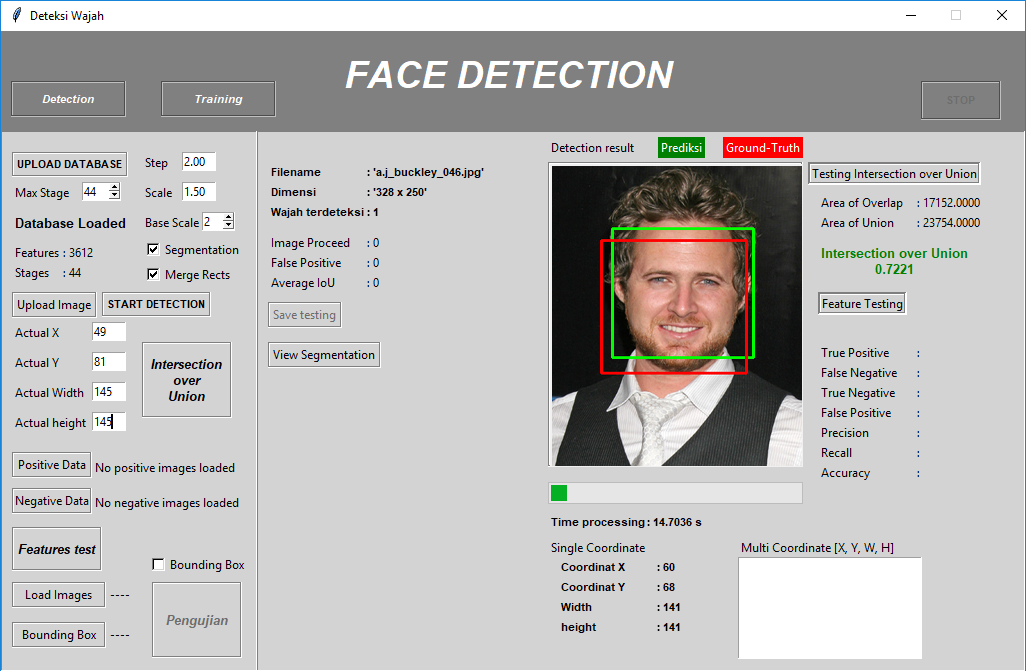 Deteksi Wajah
FACE DETECTION
Detection
Training
STOP
UPLOAD DATABASE
Step 2.00
Max Stage 44
Scale 1.50
Database Loaded
Base Scale 2
Features : 3612
Segmentation
Stages : 44
Merge Rects
Upload Image
START DETECTION
Actual X 49
Actual Y 81
Actual Width 145
Actual height 145
Intersection
over
Union
Positive Data No positive images loaded
Negative Data No negative images loaded
Features test
Bounding Box
Load Images ----
Bounding Box ----
Pengujian
Filename : 'a.j_buckley_046.jpg'
Dimensi : '328 x 250'
Wajah terdeteksi : 1
Image Proceed : 0
False Positive : 0
Average IoU : 0
Save testing
View Segmentation
Detection result Prediksi Ground-Truth
Time processing : 14.7036 s
Single Coordinate
Coordinat X : 60
Coordinat Y : 68
Width : 141
height : 141
Multi Coordinate [X, Y, W, H]
Testing Intersection over Union
Area of Overlap : 17152.0000
Area of Union : 23754.0000
Intersection over Union
0.7221
Feature Testing
True Positive :
False Negative :
True Negative :
False Positive :
Precision :
Recall :
Accuracy :